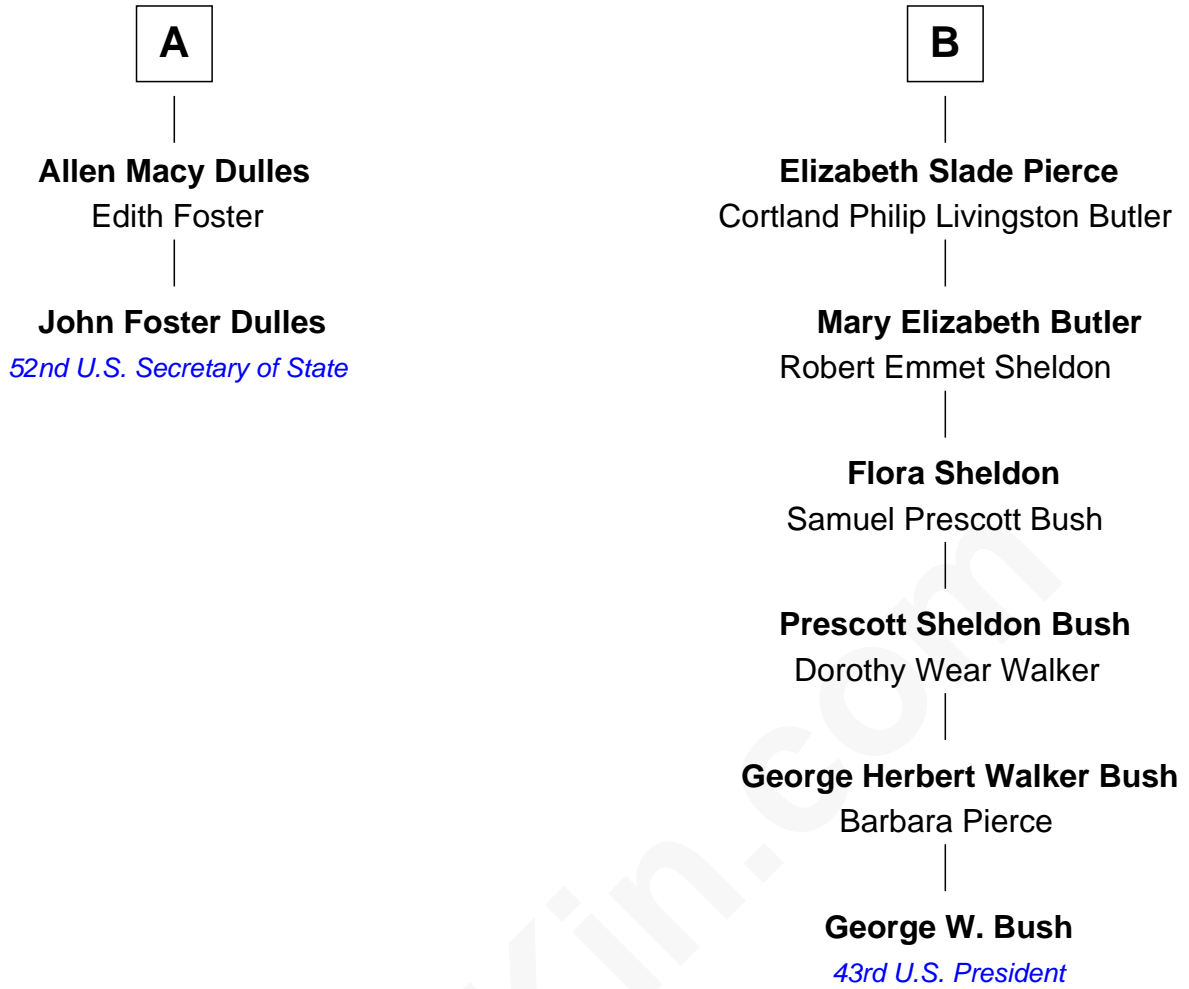 A
Allen Macy Dulles
Edith Foster
John Foster Dulles
52nd U.S. Secretary of State
B
Elizabeth Slade Pierce
Cortland Philip Livingston Butler
Mary Elizabeth Butler
Robert Emmet Sheldon
Flora Sheldon
Samuel Prescott Bush
Prescott Sheldon Bush
Dorothy Wear Walker
George Herbert Walker Bush
Barbara Pierce
George W. Bush
43rd U.S. President
Kin.com